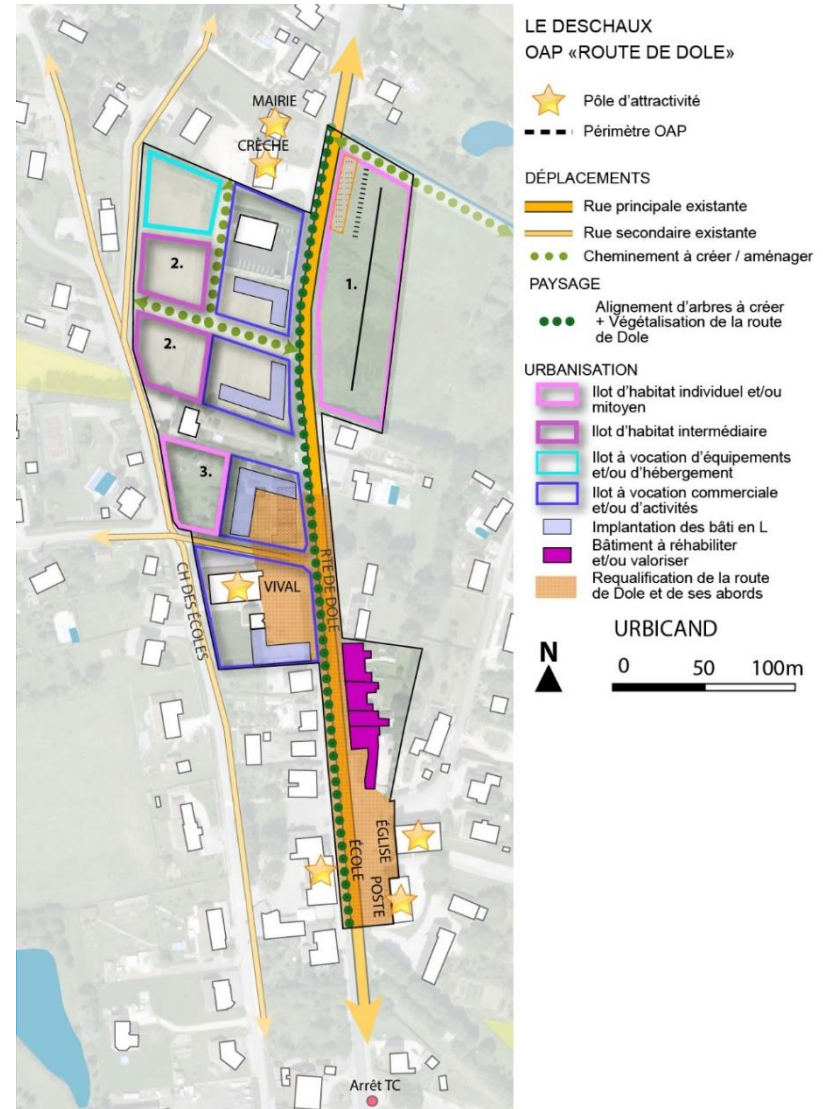 MAIRIE
CRÈCHE
2.
1.
2.
3.
VIVAL
RTE DE DOLE
CH DES ÉCOLES
ÉGLISE
ÉCOLE
POSTE
Arrêt TC
LE DESCHAUX
OAP «ROUTE DE DOLE»
Pôle d'attractivité
Périmètre OAP
DÉPLACEMENTS
Rue principale existante
Rue secondaire existante
Cheminement à créer / aménager
PAYSAGE
Alignement d'arbres à créer
+ Végétalisation de la route
de Dole
URBANISATION
Ilot d'habitat individuel et/ou
mitoyen
Ilot d'habitat intermédiaire
Ilot à vocation d'équipements
et/ou d'hébergement
Ilot à vocation commerciale
et/ou d'activités
Implantation des bâti en L
Bâtiment à réhabiliter
et/ou valoriser
Requalification de la route
de Dole et de ses abords
URBICAND
N
0 50 100m